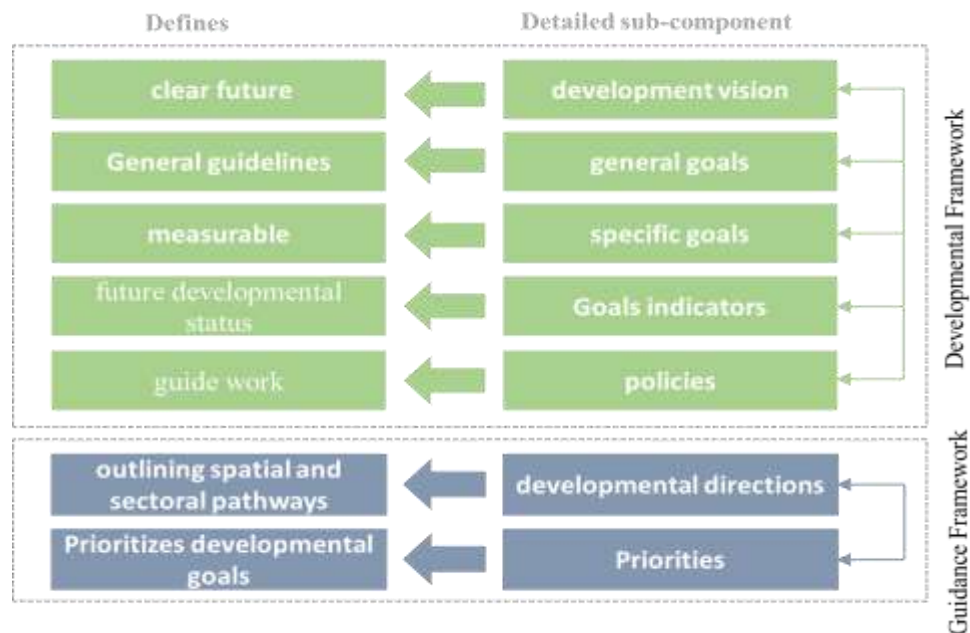 Defines
Detailed sub-component
clear future
development vision
General guidelines
general goals
measurable
specific goals
future developmental
status
Goals indicators
guide work
policies
Developmental Framework
outlining spatial and
sectoral pathways
developmental directions
Prioritizes developmental
goals
Priorities
Guidance Framework